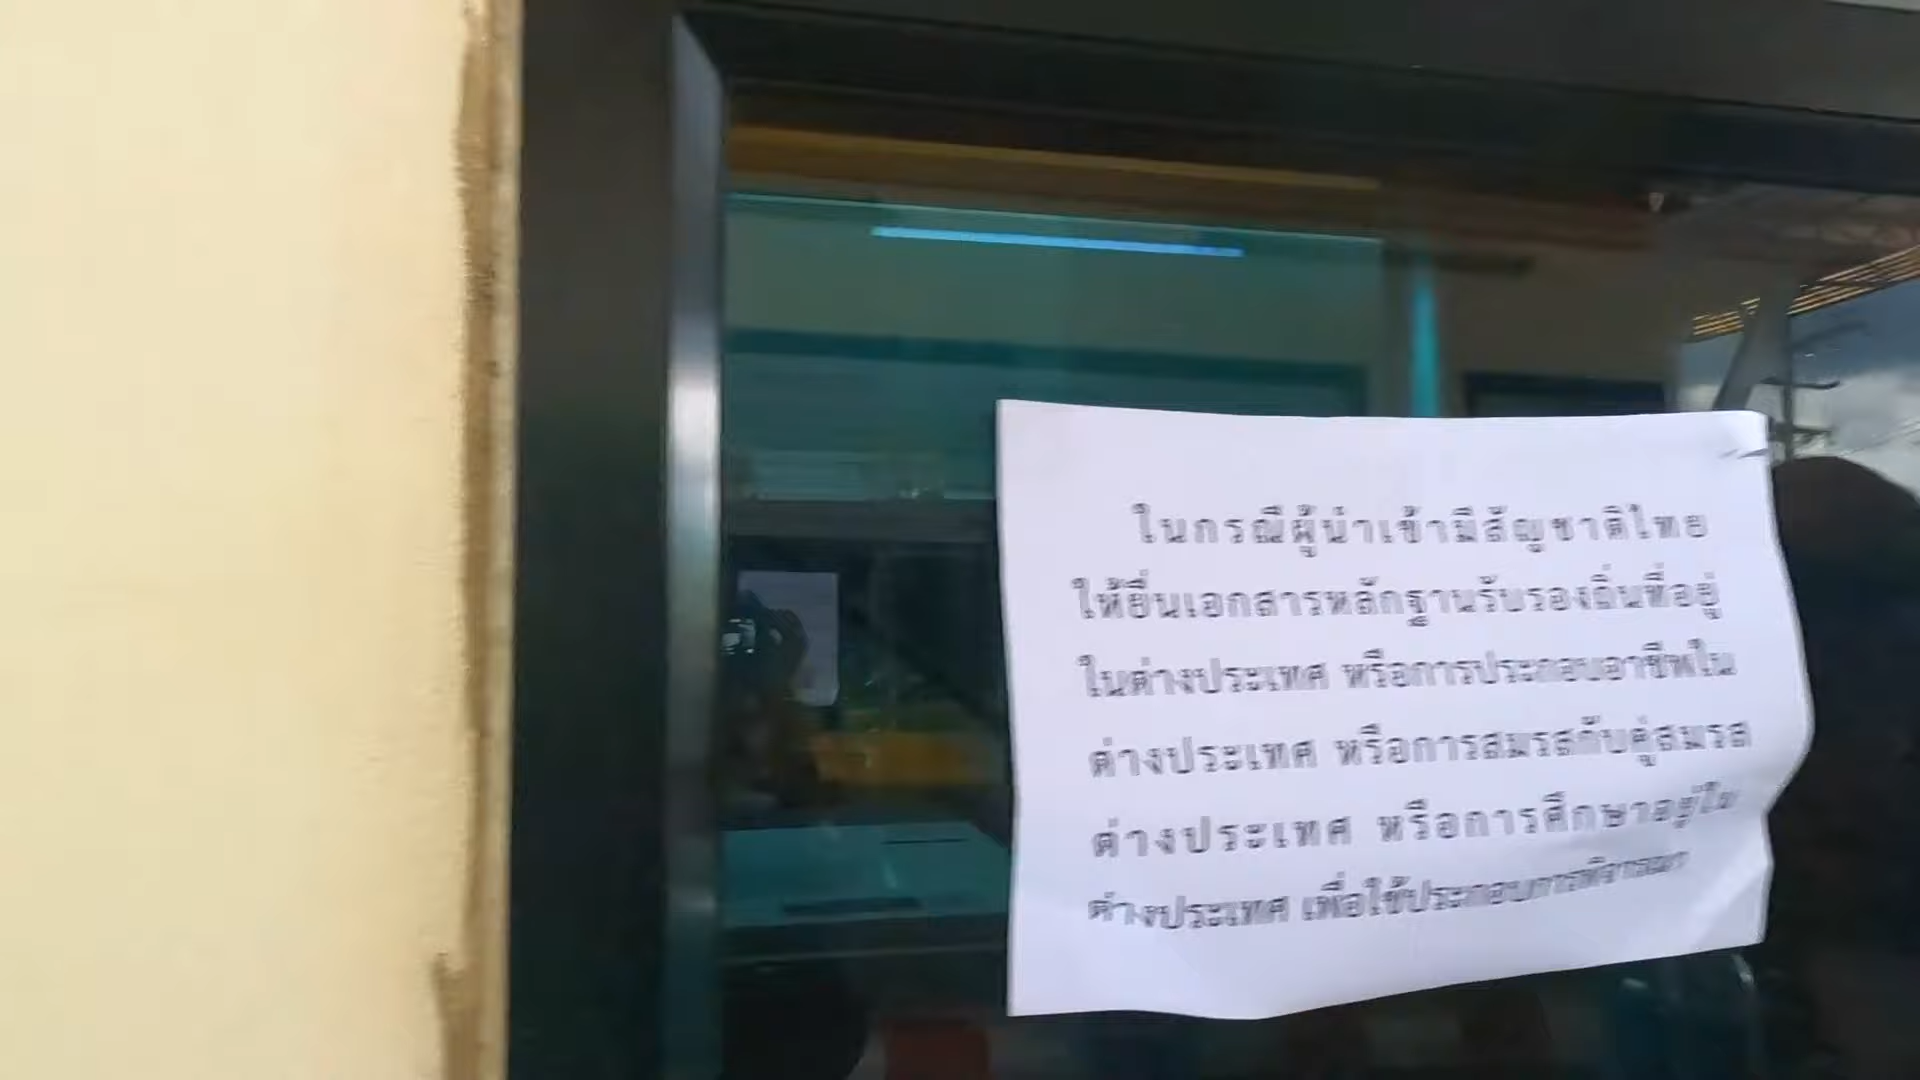 ในกรณีผู้นำเข้ามีสัญชาติไทย
ให้ยื่นเอกสารหลักฐานรับรองถิ่นที่อยู่
ในต่างประเทศ หรือการประกอบอาชีพใน
ต่างประเทศ หรือการสมรสกับคู่สมรส
ต่างประเทศ หรือการศึกษาอยู่ใน
ต่างประเทศ เพื่อใช้ประกอบการพิจารณา